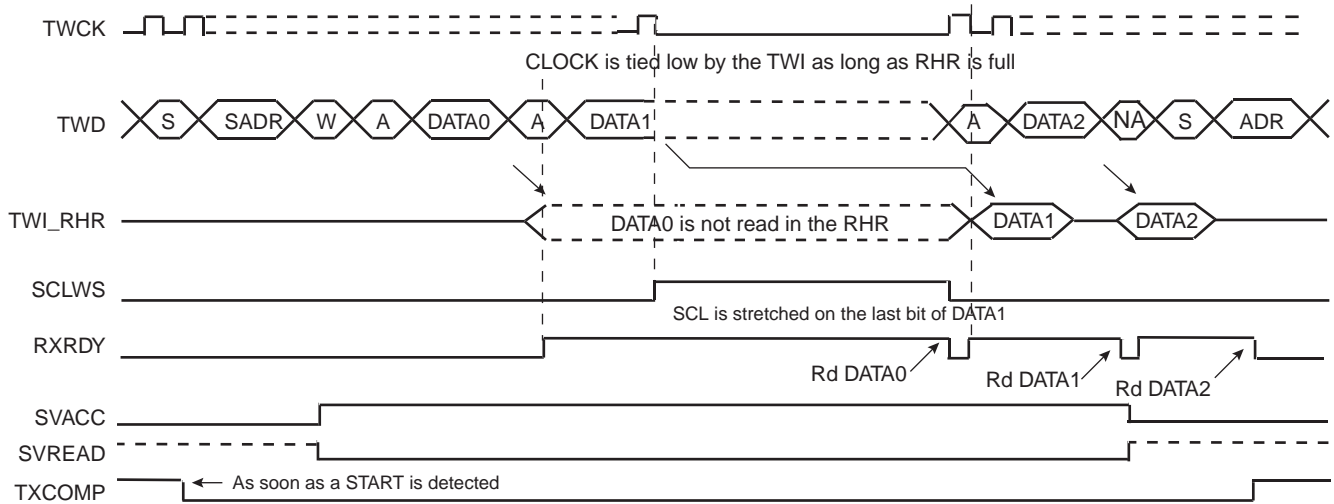 TWCK
CLOCK is tied low by the TWI as long as RHR is full
TWD S SADR W A DATA0 A DATA1 A DATA2 NA S ADR
TWI_RHR DATA0 is not read in the RHR DATA1 DATA2
SCLWS
SCL is stretched on the last bit of DATA1
RXRDY
Rd DATA0 Rd DATA1 Rd DATA2
SVACC
SVREAD
TXCOMP As soon as a START is detected